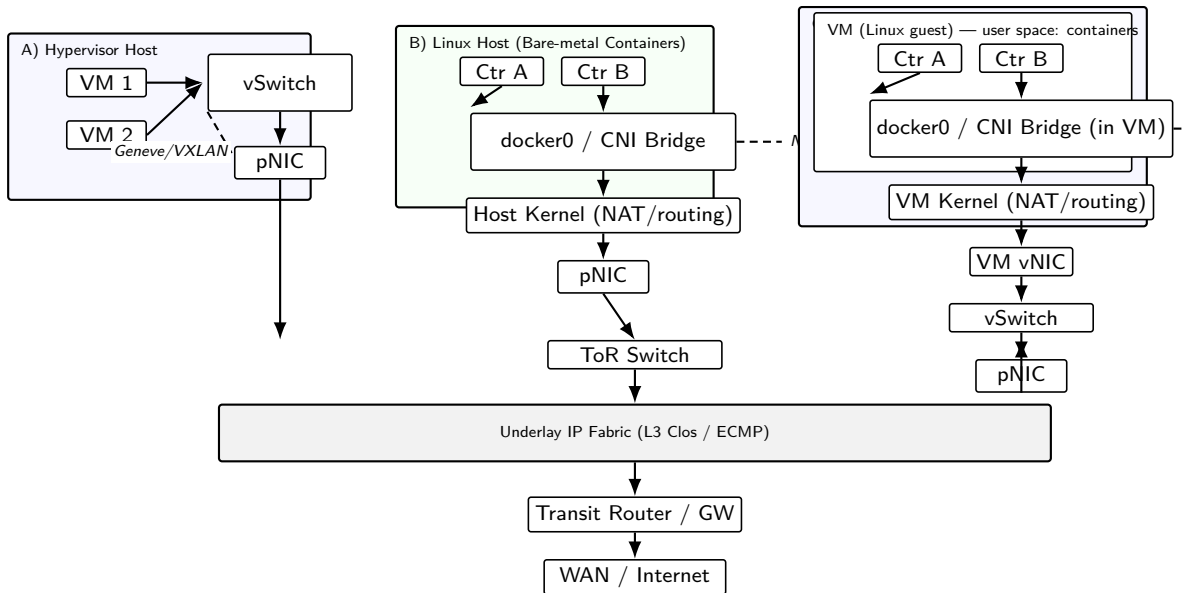 A) Hypervisor Host
VM 1
vSwitch
VM 2
Geneve/VXLAN
pNIC
B) Linux Host (Bare-metal Containers)
Ctr A
Ctr B
docker0 / CNI Bridge
Host Kernel (NAT/routing)
pNIC
VM (Linux guest) — user space: containers
Ctr A
Ctr B
docker0 / CNI Bridge (in VM)
VM Kernel (NAT/routing)
VM vNIC
vSwitch
pNIC
ToR Switch
Underlay IP Fabric (L3 Clos / ECMP)
Transit Router / GW
WAN / Internet